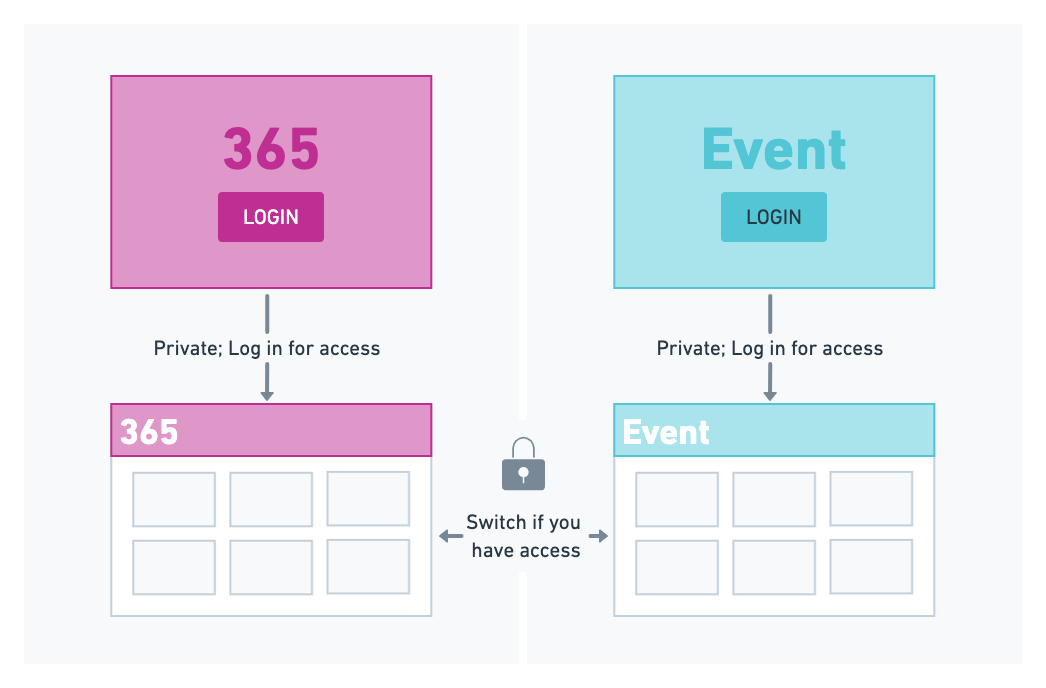 365
LOGIN
Event
LOGIN
Private; Log in for access
Private; Log in for access
365
Event
Switch if you
have access